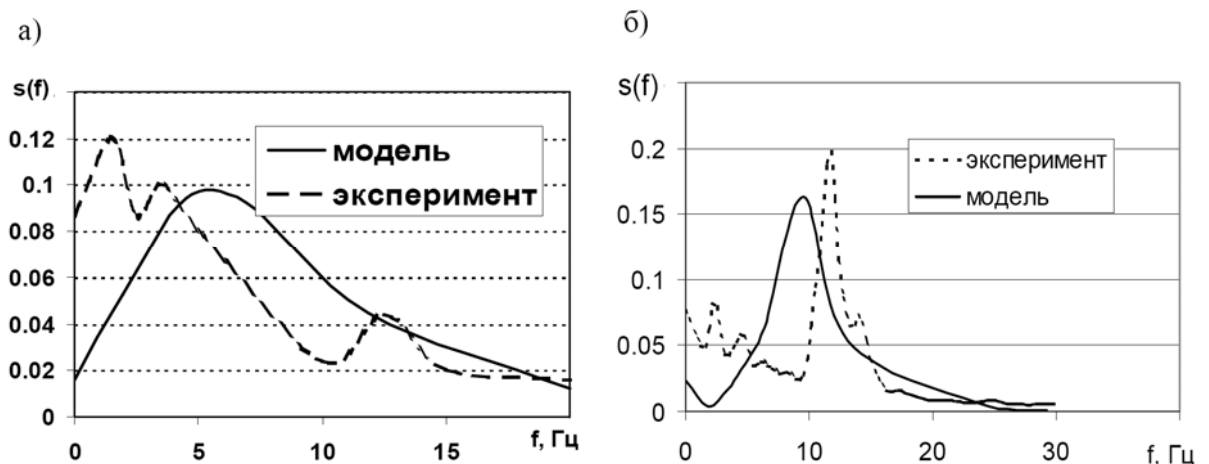 а)
s(f)
0.12
0.1
0.08
0.06
0.04
0.02
0
0
5
10
15
f, Гц
модель
эксперимент
б)
s(f)
0.2
0.15
0.1
0.05
0
0
10
20
30
f, Гц
эксперимент
модель